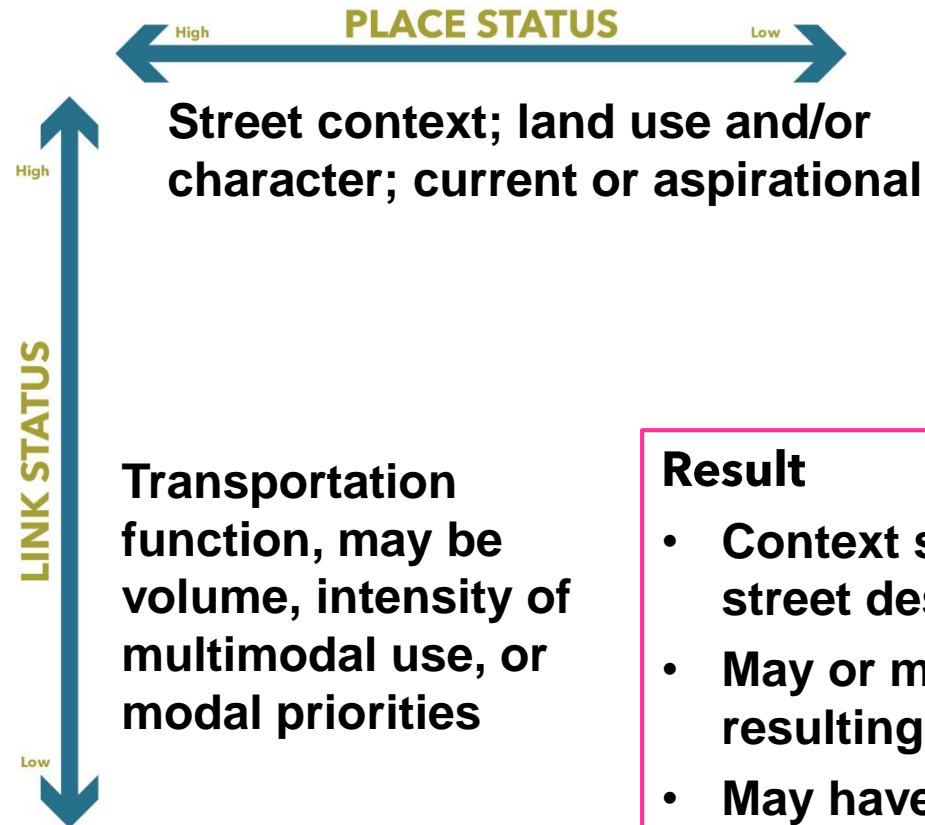 PLACE STATUS
High
Low
Street context; land use and/or
character; current or aspirational
High
LINK STATUS
Low
Transportation
function, may be
volume, intensity of
multimodal use, or
modal priorities
Result
• Context
street
• May or
resulting
• May have